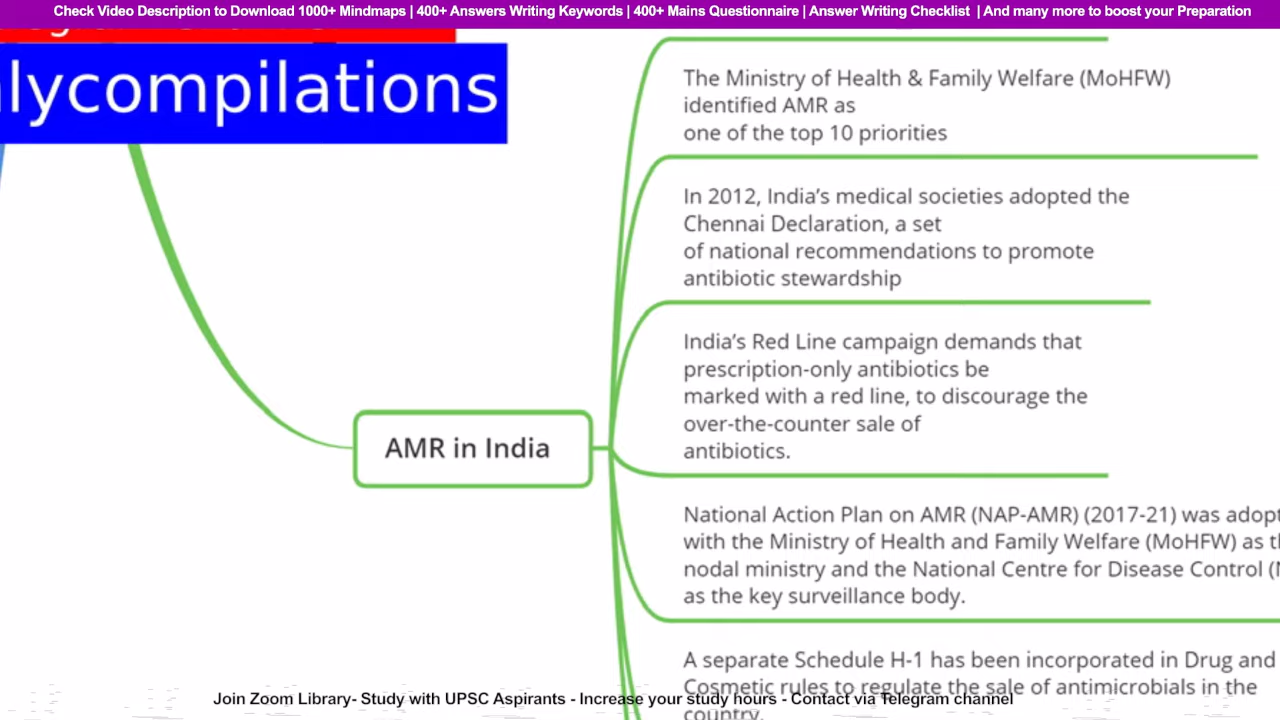 Check Video Description to Download 1000+ Mindmaps | 400+ Answers Writing Keywords | 400+ Mains Questionnaire | Answer Writing Checklist | And many more to boost your Preparation
lycompilations
The Ministry of Health & Family Welfare (MoHFW)
identified AMR as
one of the top 10 priorities
In 2012, India's medical societies adopted the
Chennai Declaration, a set
of national recommendations to promote
antibiotic stewardship
India's Red Line campaign demands that
prescription-only antibiotics be
marked with a red line, to discourage the
over-the-counter sale of
antibiotics.
AMR in India
National Action Plan on AMR (NAP-AMR) (2017-21) was adopt
with the Ministry of Health and Family Welfare (MoHFW) as t
nodal ministry and the National Centre for Disease Control (
as the key surveillance body.
A separate Schedule H-1 has been incorporated in Drug and
Cosmetic rules to regulate the sale of antimicrobials in the
country.
Join Zoom Library- Study with UPSC Aspirants - Increase your study hours - Contact via Telegram channel